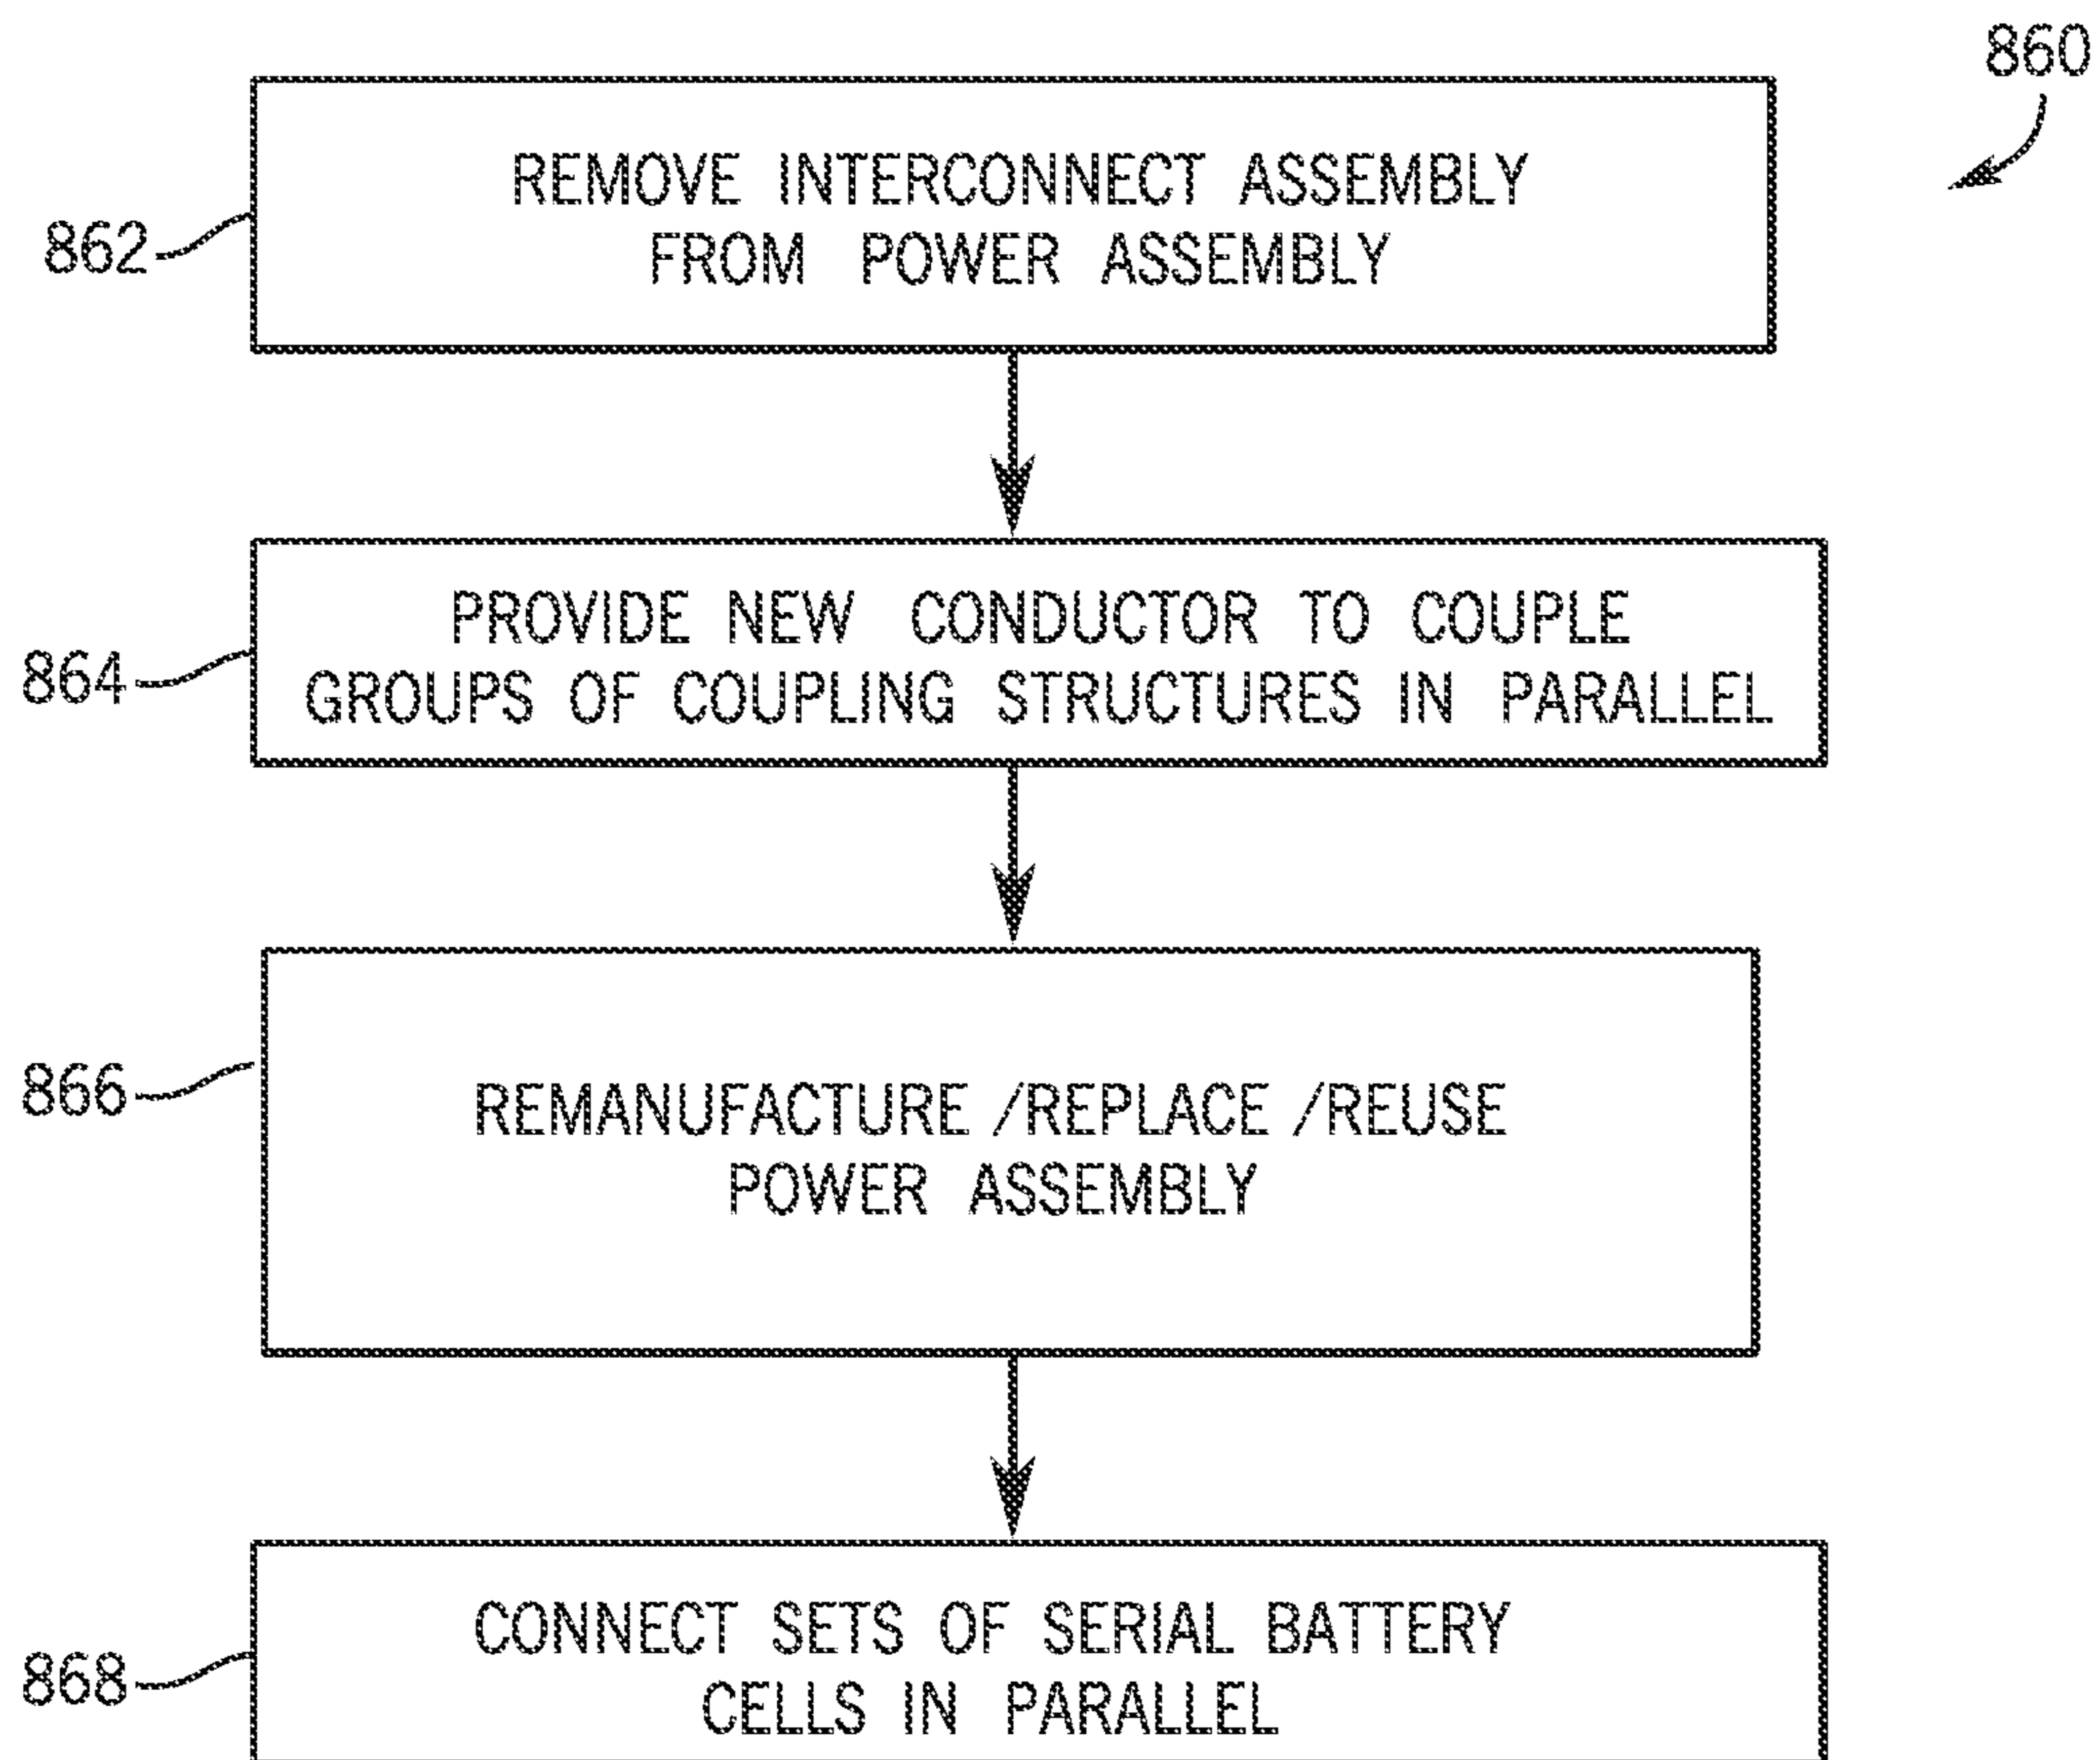 860
862
REMOVE INTERCONNECT ASSEMBLY
FROM POWER ASSEMBLY
864
PROVIDE NEW CONDUCTOR TO COUPLE
GROUPS OF COUPLING STRUCTURES IN PARALLEL
866
REMANUFACTURE /REPLACE /REUSE
POWER ASSEMBLY
868
CONNECT SETS OF SERIAL BATTERY
CELLS IN PARALLEL